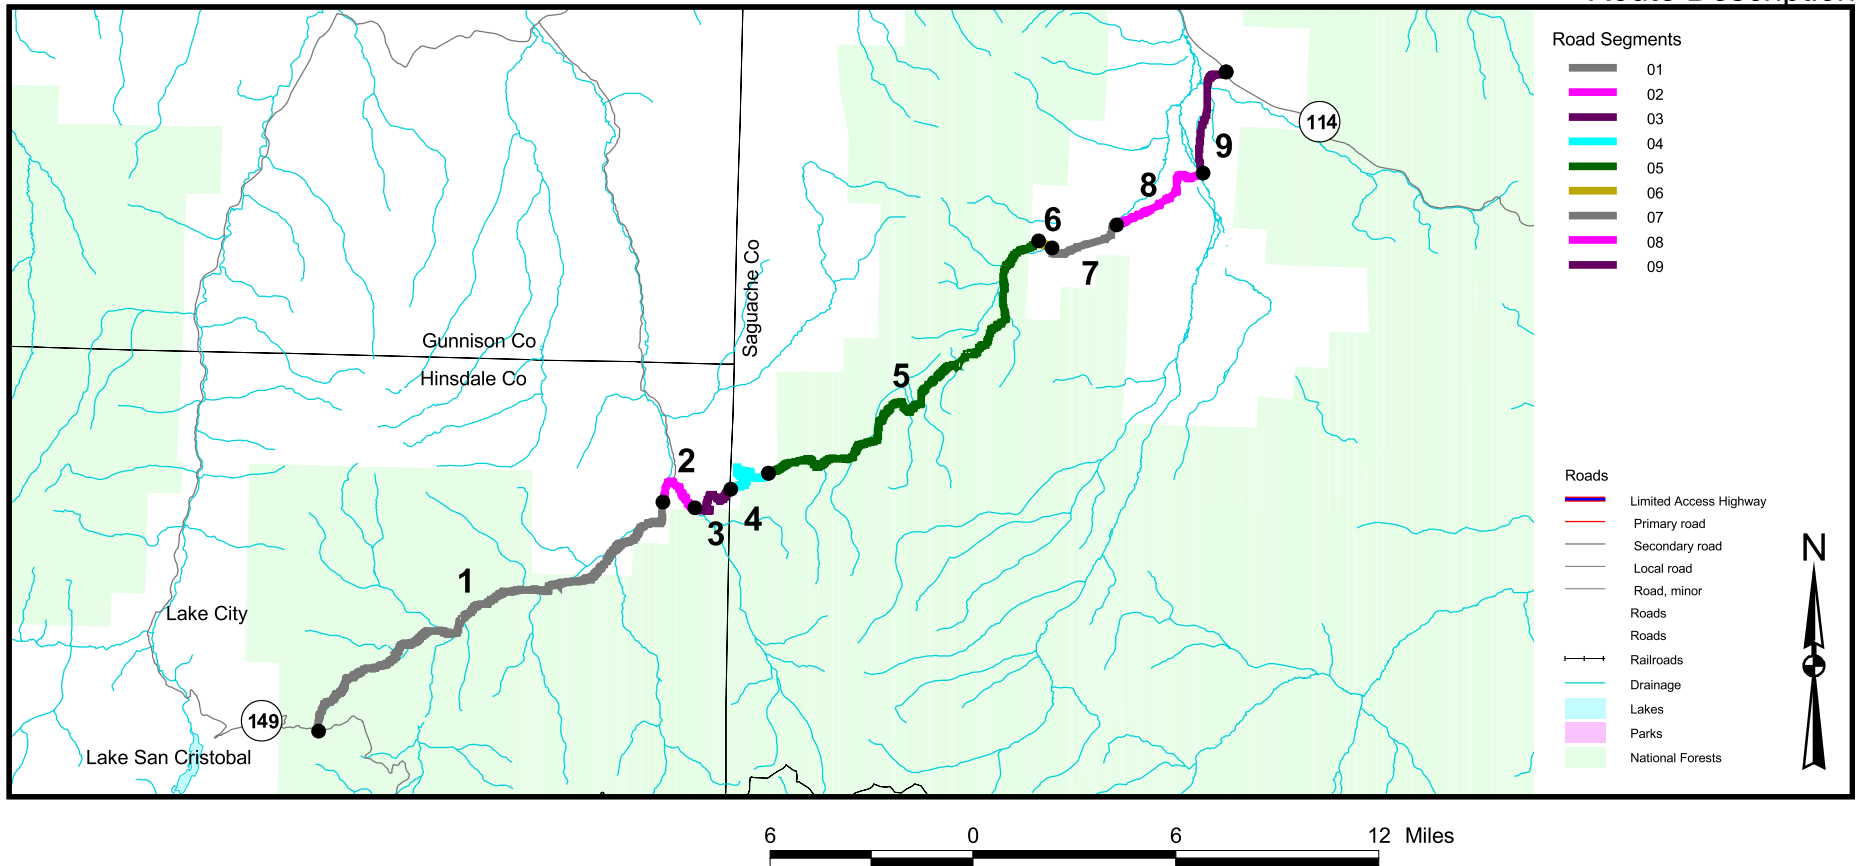 Route Description
Road Segments
01
02
03
04
05
06
07
08
09
114
9
8
6
7
Saguache Co
Gunnison Co
Hinsdale Co
5
2
3
4
1
Lake City
149
Lake San Cristobal
Roads
Limited Access Highway
Primary road
Secondary road
Local road
Road, minor
Roads
Roads
Railroads
Drainage
Lakes
Parks
National Forests
N
6 0 6 12 Miles